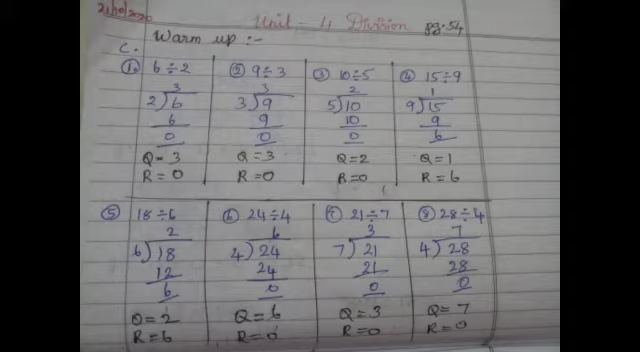 21/10/2020
Unit - 4 Division pg.54
C. Warm up :-
① 6÷2
3
2)6
6
0
Q=3
R=0
② 9÷3
3
3)9
9
0
Q=3
R=0
③ 10÷5
2
5)10
10
0
Q=2
R=0
④ 15÷9
1
9)15
9
6
Q=1
R=6
⑤ 18÷6
2
6)18
12
6
Q=2
R=6
⑥ 24÷4
6
4)24
24
0
Q=6
R=0
⑦ 21÷7
3
7)21
21
0
Q=3
R=0
⑧ 28÷4
7
4)28
28
0
Q=7
R=0